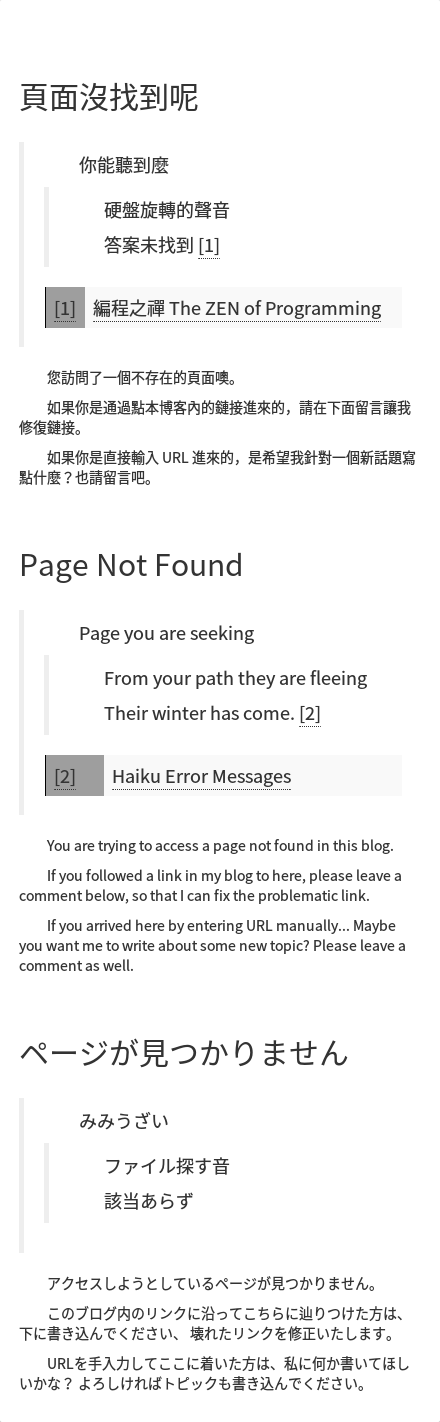 頁面沒找到呢
你能聽到麼
硬盤旋轉的聲音
答案未找到 [1]
[1] 編程之禪 The ZEN of Programming
您訪問了一個不存在的頁面噢。
如果你是通過點本博客內的鏈接進來的，請在下面留言讓我
修復鏈接。
如果你是直接輸入 URL 進來的，是希望我針對一個新話題寫
點什麼？也請留言吧。
Page Not Found
Page you are seeking
From your path they are fleeing
Their winter has come. [2]
[2] Haiku Error Messages
You are trying to access a page not found in this blog.
If you followed a link in my blog to here, please leave a
comment below, so that I can fix the problematic link.
If you arrived here by entering URL manually... Maybe
you want me to write about some new topic? Please leave a
comment as well.
ページが見つかりません
みみうざい
ファイル探す音
該当あらず
アクセスしようとしているページが見つかりません。
このブログ内のリンクに沿ってこちらに辿りつけた方は、
下に書き込んでください、 壊れたリンクを修正いたします。
URLを手入力してここに着いた方は、私に何か書いてほし
いかな？ よろしければトピックも書き込んでください。